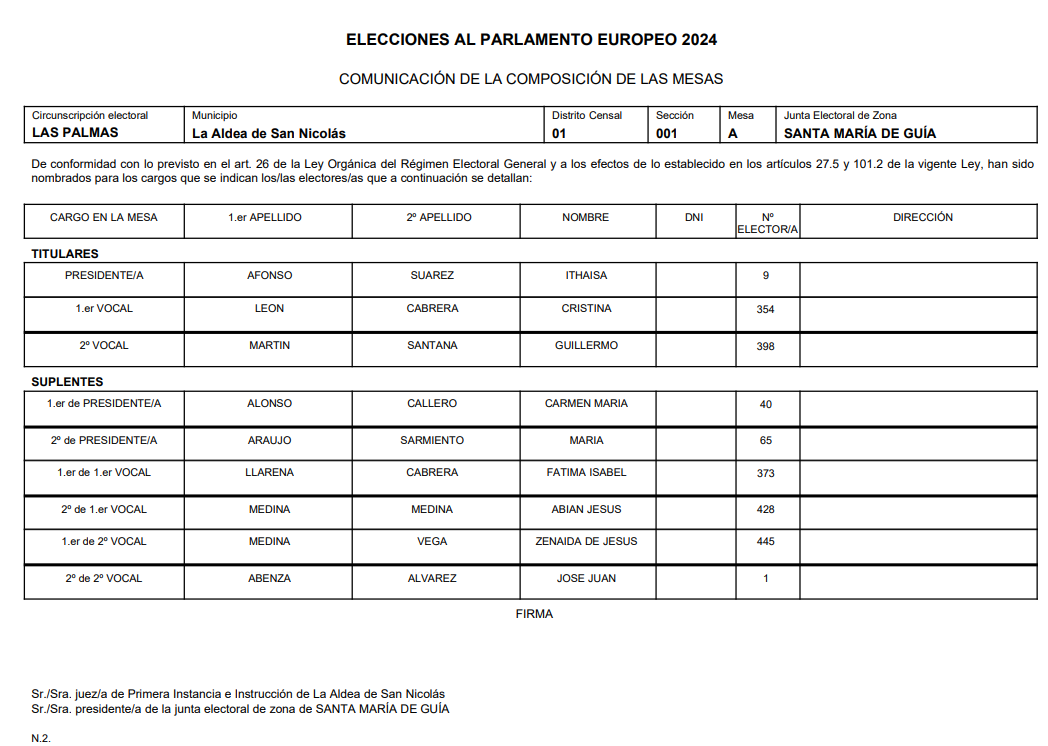 ELECCIONES AL PARLAMENTO EUROPEO 2024
COMUNICACIÓN DE LA COMPOSICIÓN DE LAS MESAS
Circunscripción electoral Municipio Distrito Censal Sección Mesa Junta Electoral de Zona
LAS PALMAS La Aldea de San Nicolás 01 001 A SANTA MARÍA DE GUÍA
De conformidad con lo previsto en el art. 26 de la Ley Orgánica del Régimen Electoral General y a los efectos de lo establecido en los artículos 27.5 y 101.2 de la vigente Ley, han sido
nombrados para los cargos que se indican los/las electores/as que a continuación se detallan:
CARGO EN LA MESA 1.er APELLIDO 2º APELLIDO NOMBRE DNI Nº DIRECCIÓN
ELECTOR/A
TITULARES
PRESIDENTE/A AFONSO SUAREZ ITHAISA 9
1.er VOCAL LEON CABRERA CRISTINA 354
2º VOCAL MARTIN SANTANA GUILLERMO 398
SUPLENTES
1.er de PRESIDENTE/A ALONSO CALLERO CARMEN MARIA 40
2º de PRESIDENTE/A ARAUJO SARMIENTO MARIA 65
1.er de 1.er VOCAL LLARENA CABRERA FATIMA ISABEL 373
2º de 1.er VOCAL MEDINA MEDINA ABIAN JESUS 428
1.er de 2º VOCAL MEDINA VEGA ZENAIDA DE JESUS 445
2º de 2º VOCAL ABENZA ALVAREZ JOSE JUAN 1
FIRMA
Sr./Sra. juez/a de Primera Instancia e Instrucción de La Aldea de San Nicolás
Sr./Sra. presidente/a de la junta electoral de zona de SANTA MARÍA DE GUÍA
N.2.